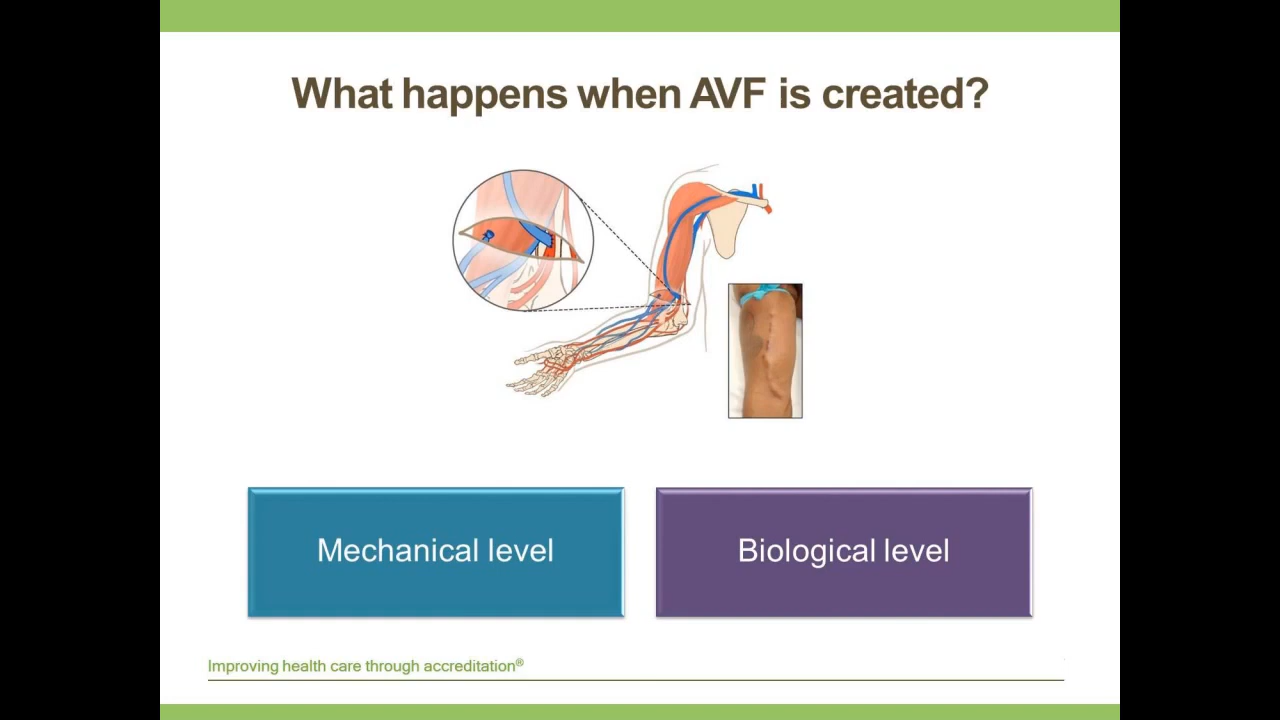 What happens when AVF is created?
Mechanical level
Biological level
Improving health care through accreditation®